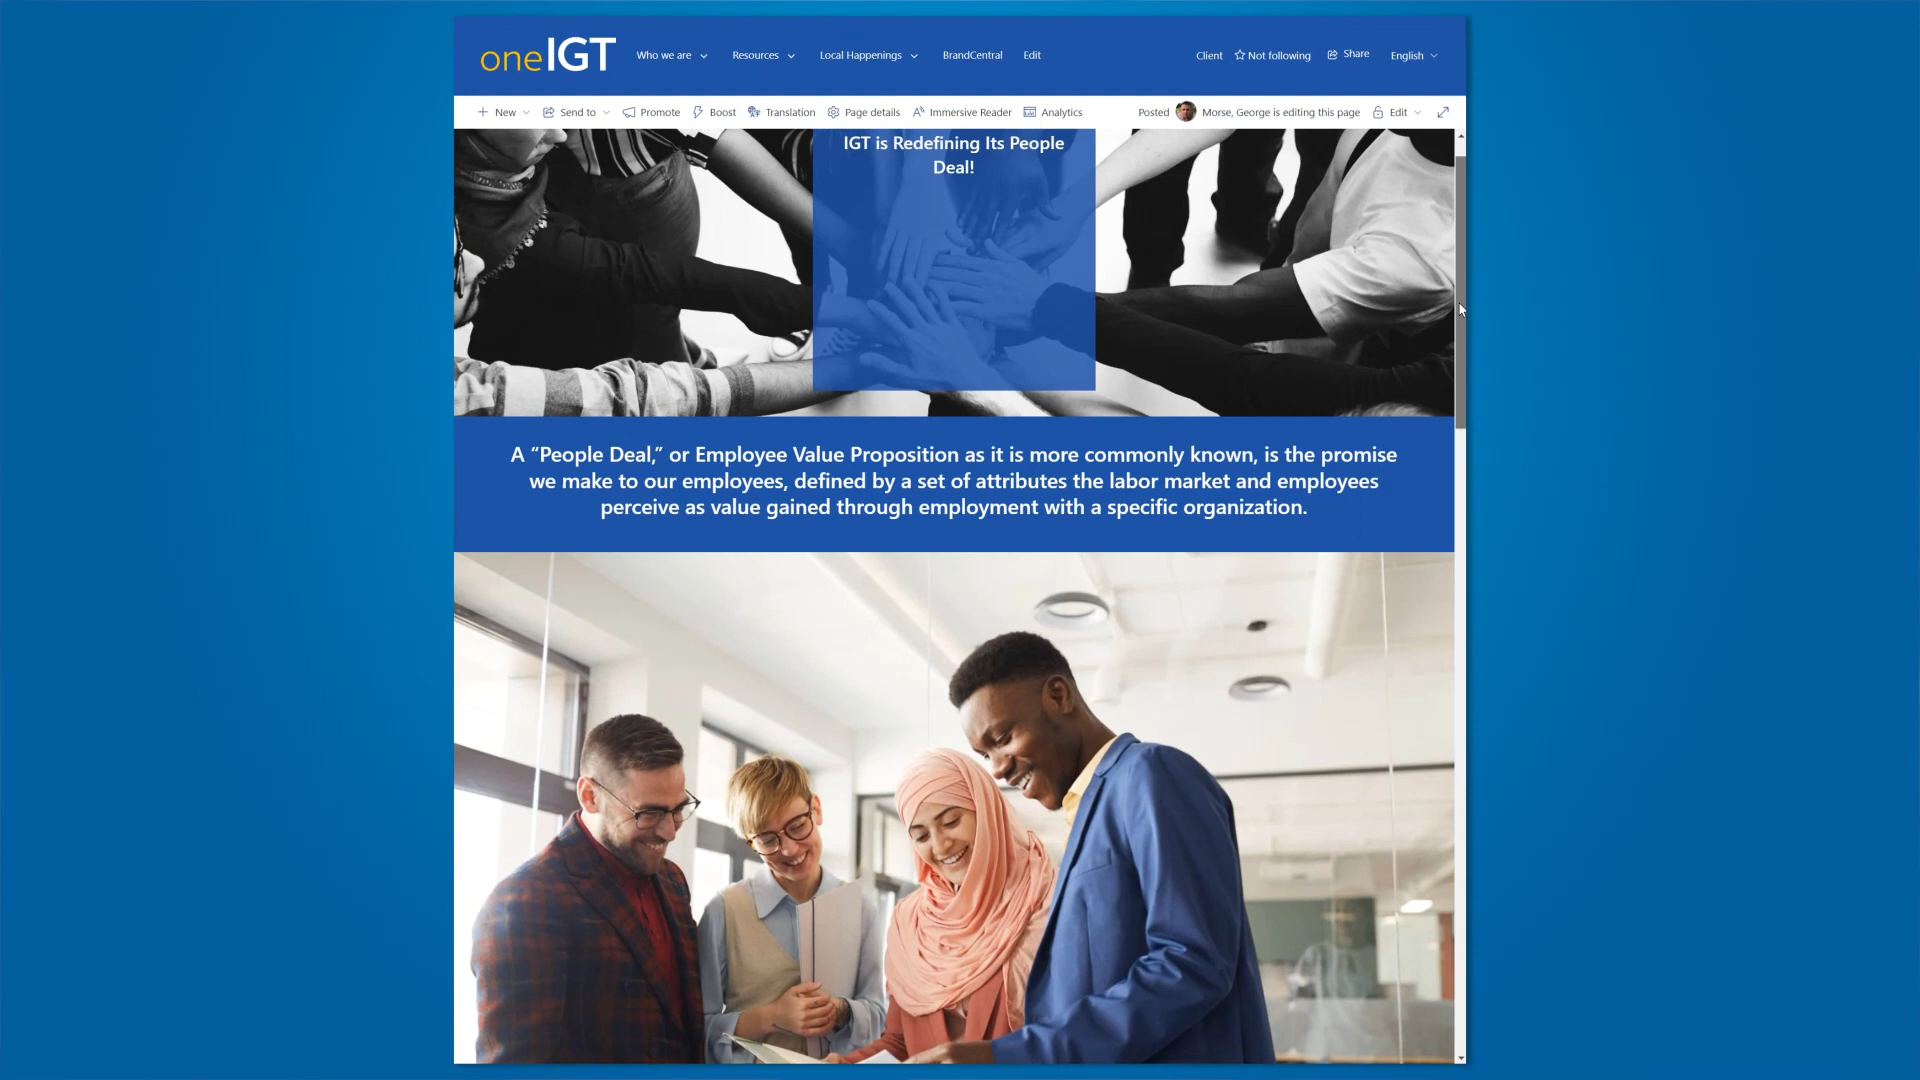 oneIGT Who we are Resources Local Happenings BrandCentral Edit Client Not following Share English
New Send to Promote Boost Translation Page details Immersive Reader Analytics Posted Morse, George is editing this page Edit
IGT is Redefining Its People
Deal!
A “People Deal,” or Employee Value Proposition as it is more commonly known, is the promise
we make to our employees, defined by a set of attributes the labor market and employees
perceive as value gained through employment with a specific organization.